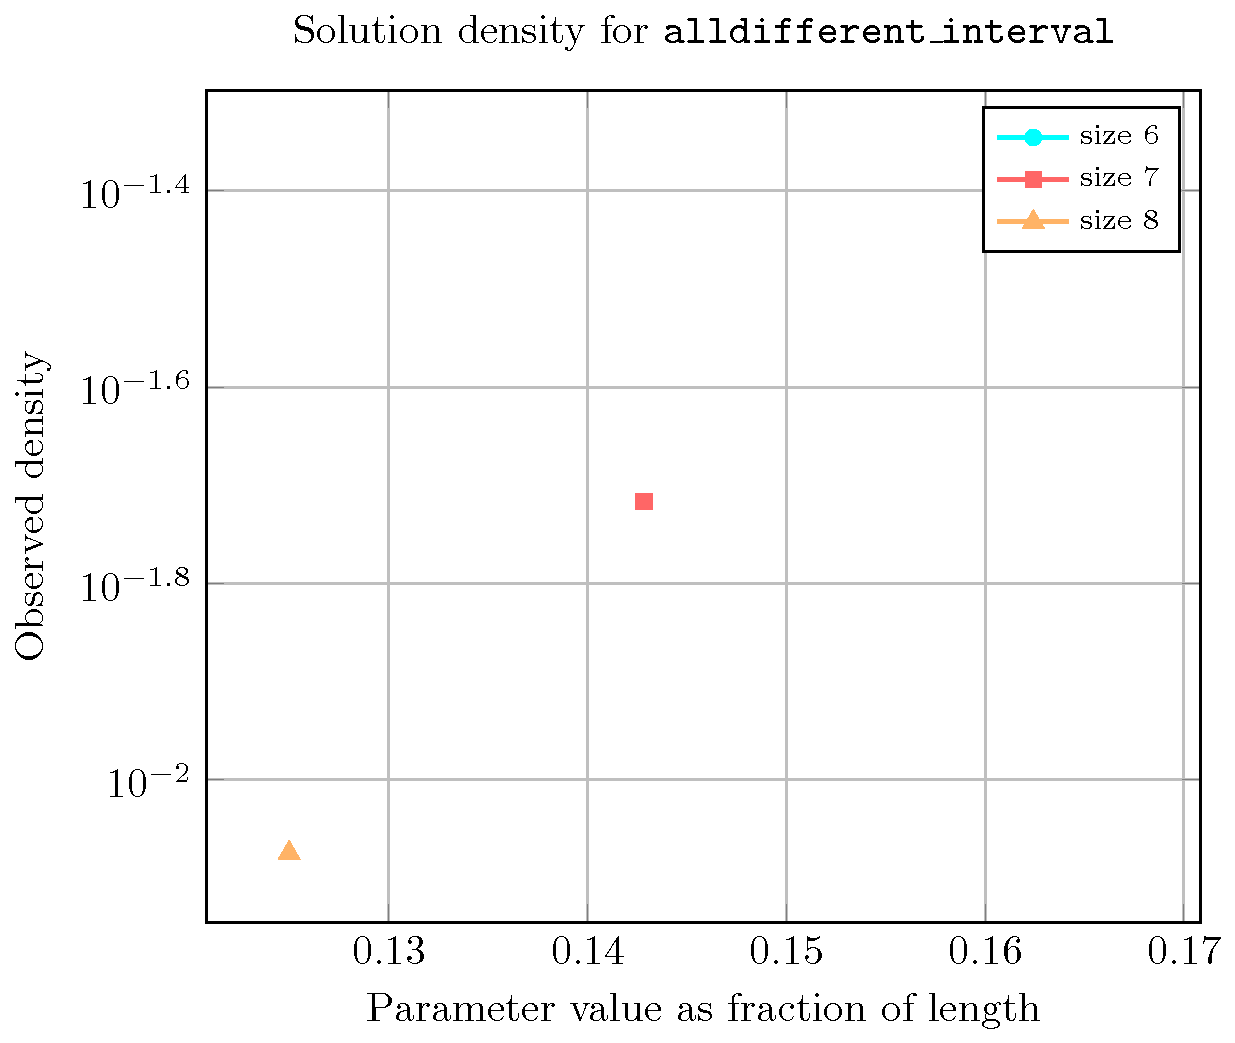 Solution density for alldifferent_interval
size 6
size 7
size 8
10^{-1.4}
10^{-1.6}
10^{-1.8}
10^{-2}
Observed density
0.13 0.14 0.15 0.16 0.17
Parameter value as fraction of length